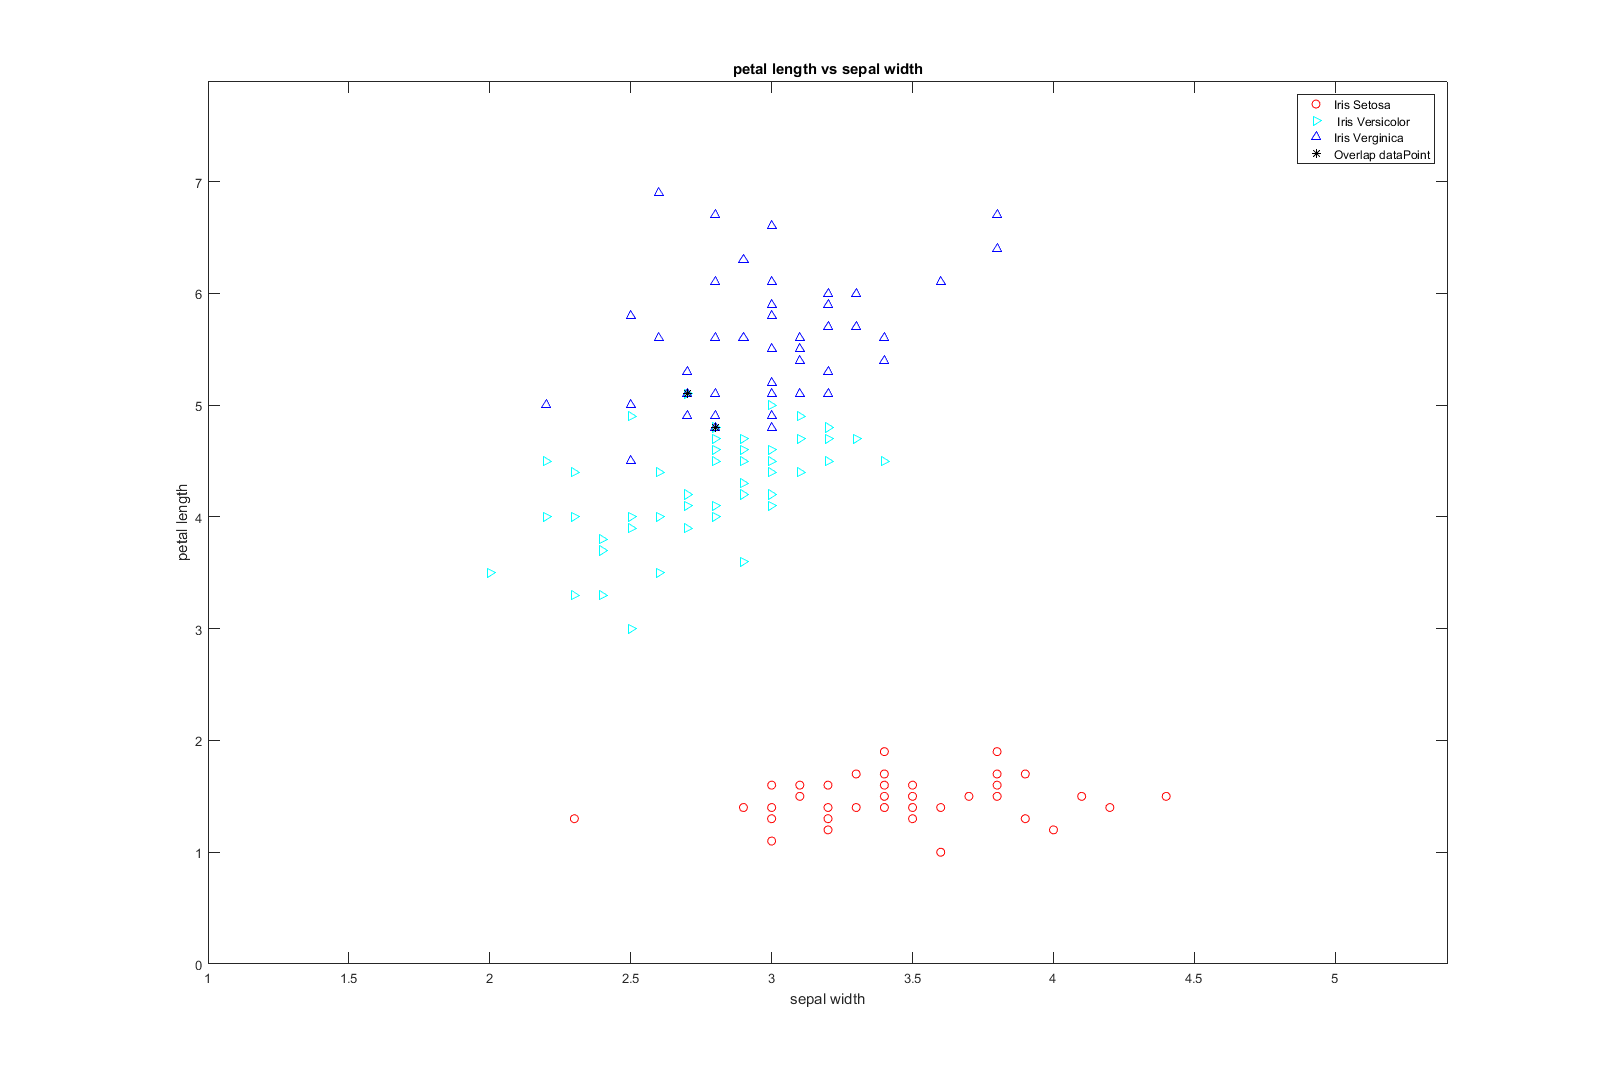 petal length vs sepal width
Iris Setosa
Iris Versicolor
Iris Verginica
Overlap dataPoint
petal length
7
6
5
4
3
2
1
0
1 1.5 2 2.5 3 3.5 4 4.5 5
sepal width